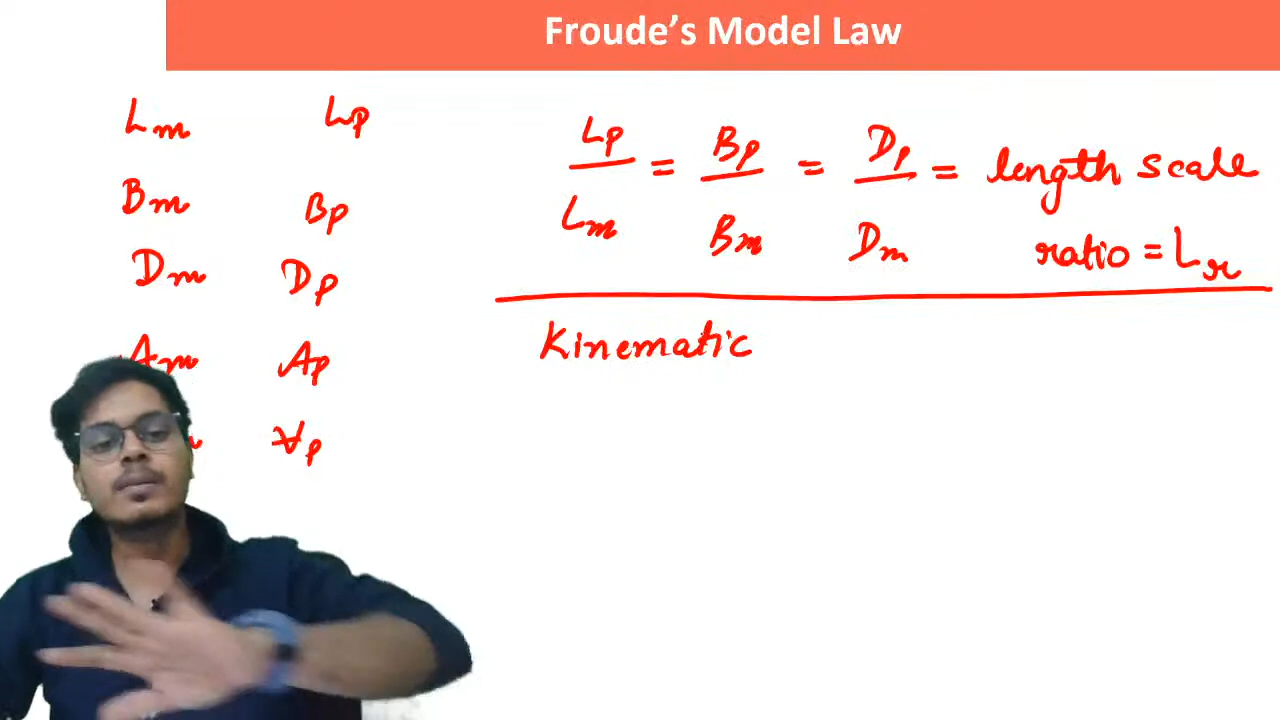 Froude's Model Law
Lm Lp
Bm Bp
Dm Dp
Am Ap
∀p
Lp/Lm = Bp/Bm = Dp/Dm = length scale
ratio = Lr
Kinematic